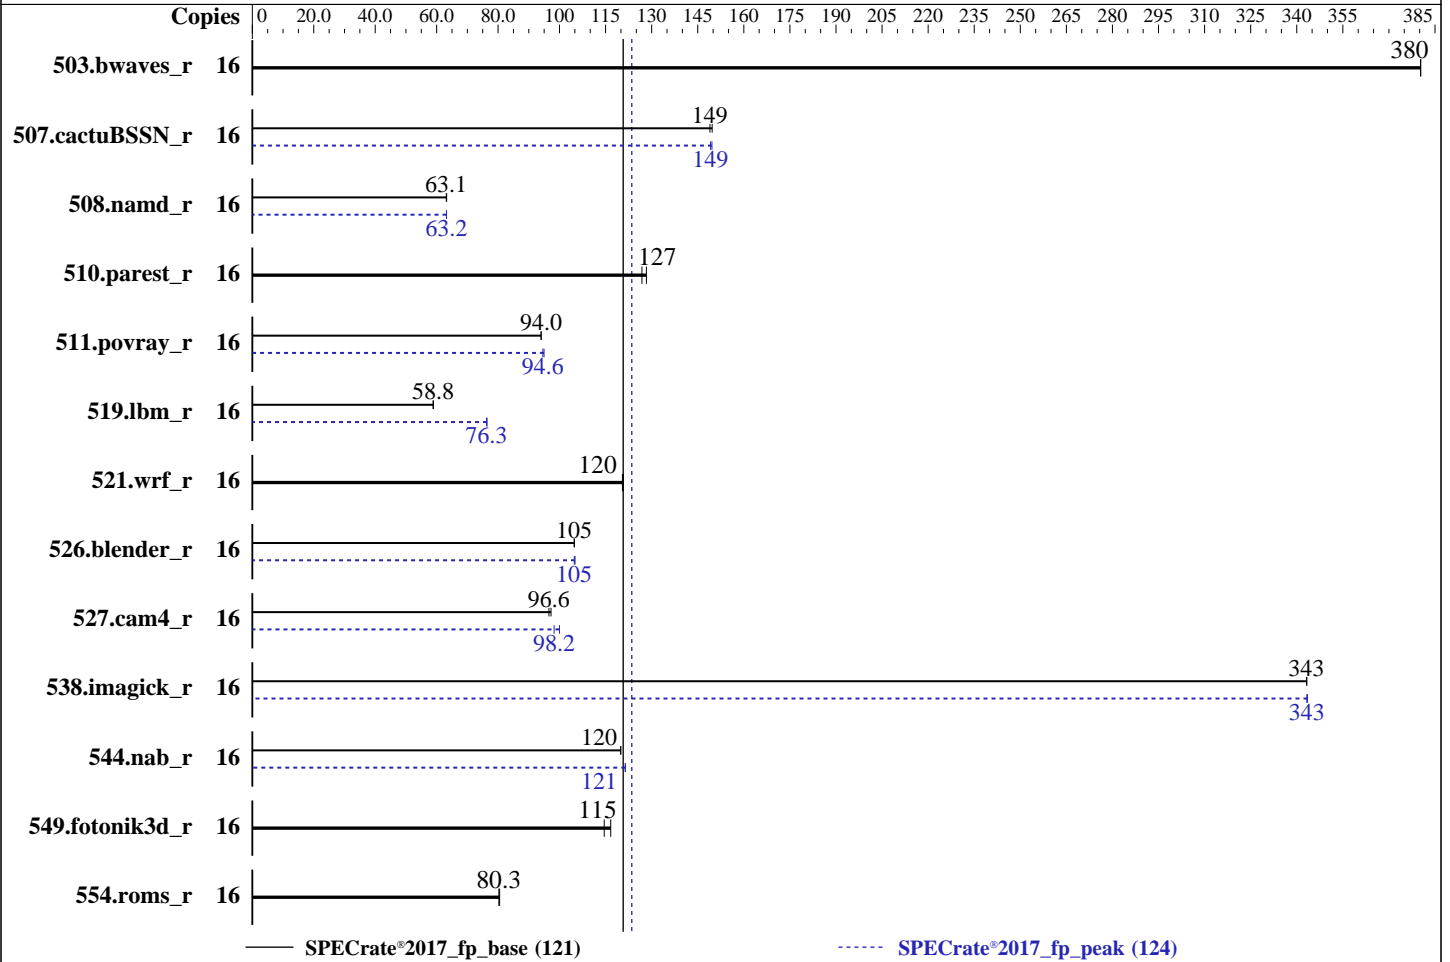 Copies 0 20.0 40.0 60.0 80.0 100 115 130 145 160 175 190 205 220 235 250 265 280 295 310 325 340 355 385
503.bwaves_r 16 380
507.cactuBSSN_r 16 149
149
508.namd_r 16 63.1
63.2
510.parest_r 16 127
511.povray_r 16 94.0
94.6
519.lbm_r 16 58.8
76.3
521.wrf_r 16 120
526.blender_r 16 105
105
527.cam4_r 16 96.6
98.2
538.imagick_r 16 343
343
544.nab_r 16 120
121
549.fotonik3d_r 16 115
554.roms_r 16 80.3
SPECrate®2017_fp_base (121) SPECrate®2017_fp_peak (124)